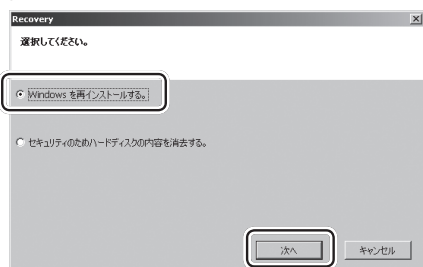 Recovery
選択してください。
Windows を再インストールする。
セキュリティのためハードディスクの内容を消去する。
次へ
キャンセル